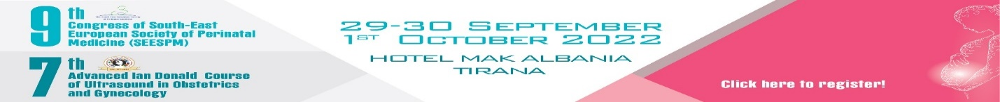 9th
Congress of South-East
European Society of Perinatal
Medicine (SEESPM)
7th
Advanced Ian Donald Course
of Ultrasound in Obstetrics
and Gynecology
29-30 September
1st October 2022
Hotel Mak Albania
Tirana
Click here to register!